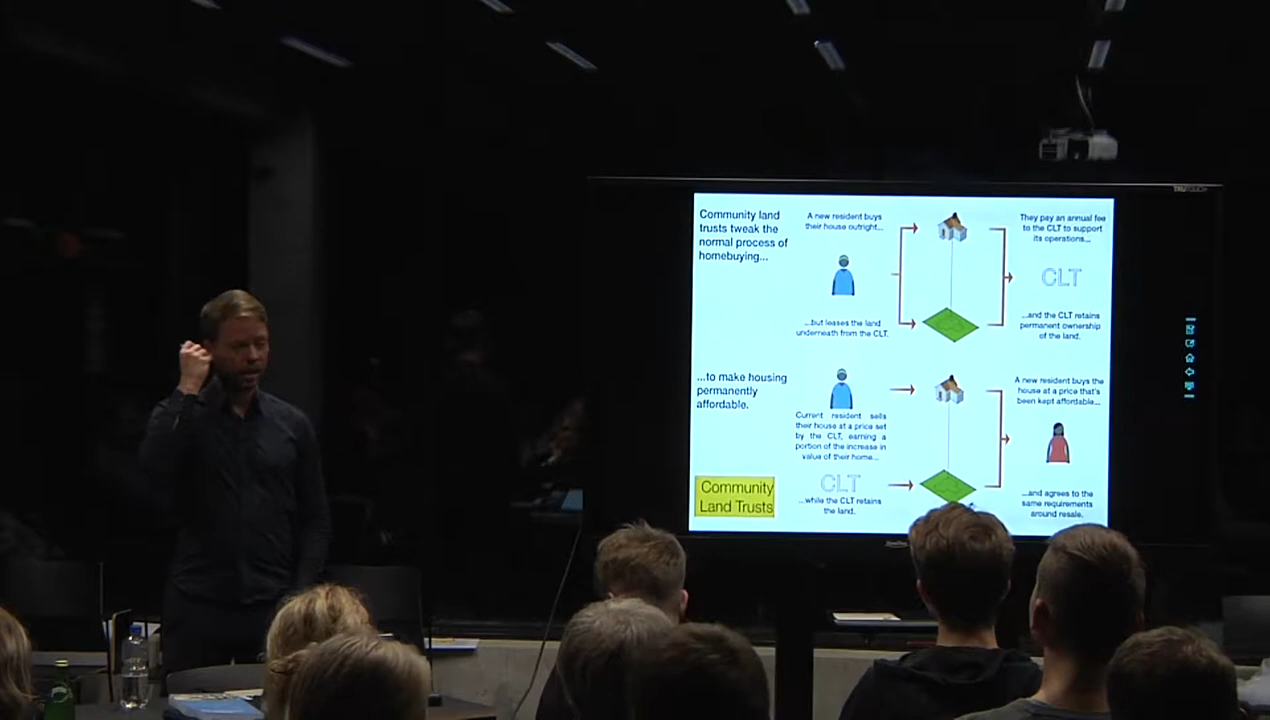 TRUTOUCH
Community land
trusts tweak the
normal process of
homebuying...
A new resident buys
their house outright...
They pay an annual fee
to the CLT to support
its operations...
CLT
...but leases the land
underneath from the CLT.
...and the CLT retains
permanent ownership
of the land.
...to make housing
permanently
affordable.
Current resident sells
their house at a price set
by the CLT, earning a
portion of the increase in
value of their home...
A new resident buys the
house at a price that's
been kept affordable...
Community
Land Trusts
CLT
...while the CLT retains
the land.
...and agrees to the
same requirements
around resale.